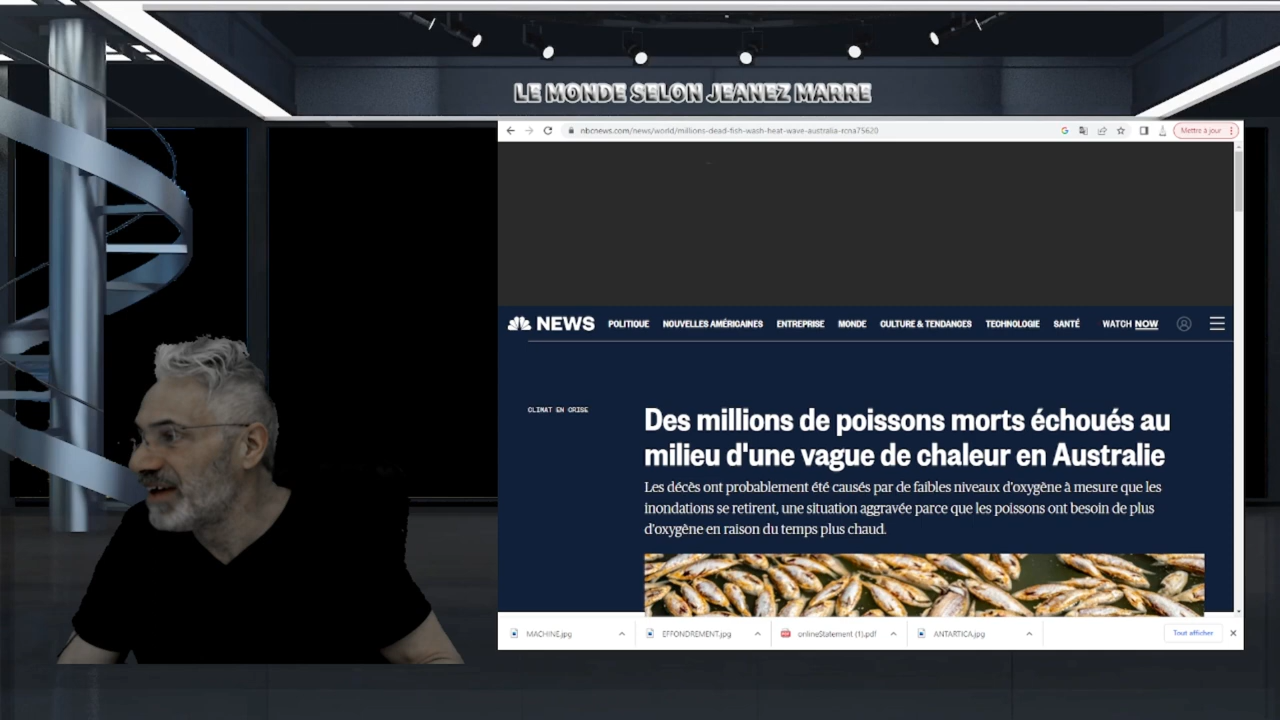 LE MONDE SELON JEANEZ MARRE
nbcnews.com/news/world/millions-dead-fish-wash-heat-wave-australia-rcna75620
Mettre à jour
NEWS POLITIQUE NOUVELLES AMÉRICAINES ENTREPRISE MONDE CULTURE & TENDANCES TECHNOLOGIE SANTÉ WATCH NOW
CLIMAT EN CRISE
Des millions de poissons morts échoués au
milieu d'une vague de chaleur en Australie
Les décès ont probablement été causés par de faibles niveaux d'oxygène à mesure que les
inondations se retirent, une situation aggravée parce que les poissons ont besoin de plus
d'oxygène en raison du temps plus chaud.
MACHINE.jpg EFFONDREMENT.jpg onlineStatement (1).pdf ANTARTICA.jpg Tout afficher